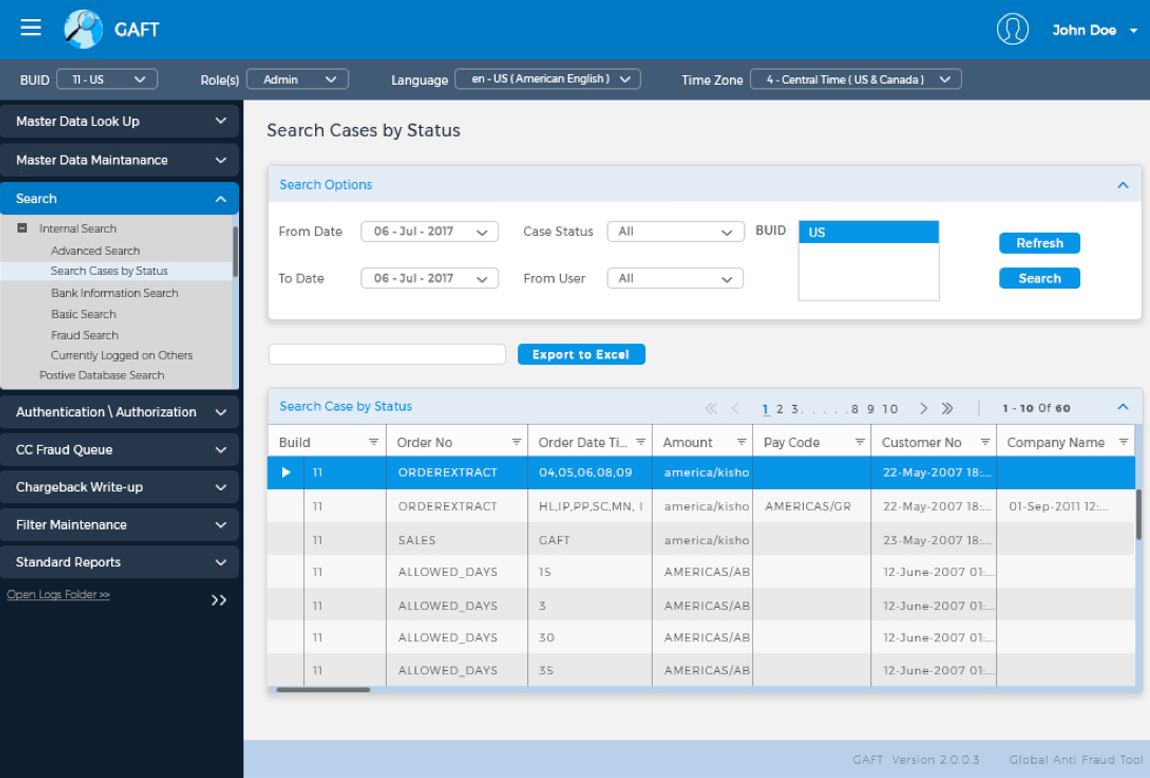 GAFT
John Doe
BUID 11 - US Role(s) Admin Language en - US ( American English ) Time Zone 4 - Central Time ( US & Canada )
Master Data Look Up
Master Data Maintanance
Search
Internal Search
Advanced Search
Search Cases by Status
Bank Information Search
Basic Search
Fraud Search
Currently Logged on Others
Postive Database Search
Authentication \ Authorization
CC Fraud Queue
Chargeback Write-up
Filter Maintenance
Standard Reports
Open Logs Folder >>
Search Cases by Status
Search Options
From Date 06 - Jul - 2017 Case Status All BUID US Refresh
To Date 06 - Jul - 2017 From User All Search
Export to Excel
Search Case by Status 1 2 3. . . . . .8 9 10 1 - 10 Of 60
Build Order No Order Date Ti... Amount Pay Code Customer No Company Name
11 ORDEREXTRACT 04,05,06,08,09 america/kisho 22-May-2007 18:...
11 ORDEREXTRACT HL,IP,PP,SC,MN, I america/kisho AMERICAS/GR 22-May-2007 18:... 01-Sep-2011 12:...
11 SALES GAFT america/kisho 23-May-2007 18:...
11 ALLOWED_DAYS 15 AMERICAS/AB 12-June-2007 01:...
11 ALLOWED_DAYS 3 AMERICAS/AB 12-June-2007 01:...
11 ALLOWED_DAYS 30 AMERICAS/AB 12-June-2007 01:...
11 ALLOWED_DAYS 35 AMERICAS/AB 12-June-2007 01:...
GAFT Version 2.0.0.3 Global Anti Fraud Tool